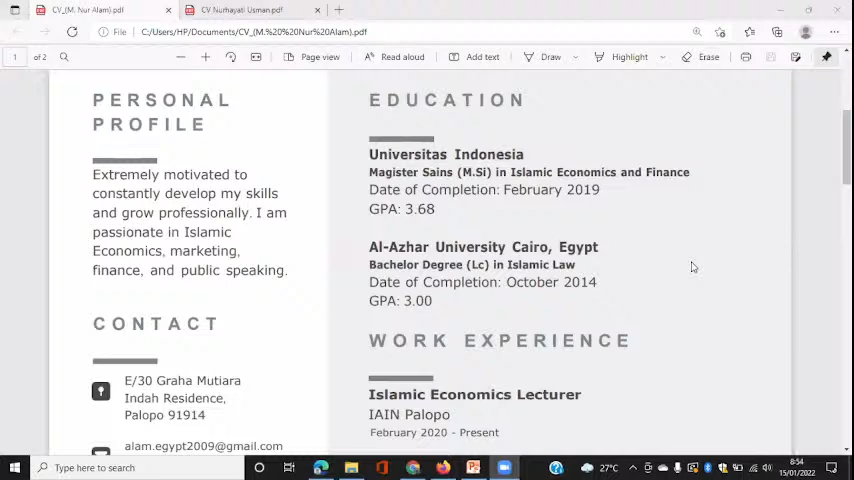 CV_(M. Nur Alam).pdf
CV Nurhayati Usman.pdf
File
C:/Users/HP/Documents/CV_(M.%20%20Nur%20Alam).pdf
1 of 2
Page view
Read aloud
Add text
Draw
Highlight
Erase
PERSONAL
PROFILE
Extremely motivated to
constantly develop my skills
and grow professionally. I am
passionate in Islamic
Economics, marketing,
finance, and public speaking.
CONTACT
E/30 Graha Mutiara
Indah Residence,
Palopo 91914
alam.egypt2009@gmail.com
EDUCATION
Universitas Indonesia
Magister Sains (M.Si) in Islamic Economics and Finance
Date of Completion: February 2019
GPA: 3.68
Al-Azhar University Cairo, Egypt
Bachelor Degree (Lc) in Islamic Law
Date of Completion: October 2014
GPA: 3.00
WORK EXPERIENCE
Islamic Economics Lecturer
IAIN Palopo
February 2020 - Present
Type here to search
27°C
8:54
15/01/2022